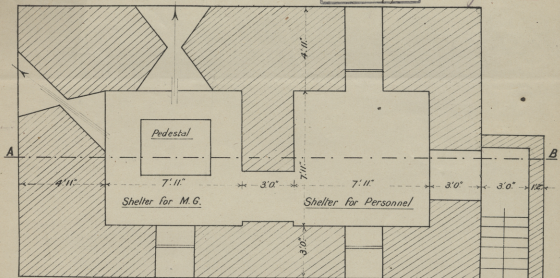 4'.11".
Pedestal
A
B
7'.11".
4'.11".
7'.11".
3'.0".
7'.11".
3'.0".
3'.0".
Shelter for M.G.
Shelter for Personnel
3'.0".